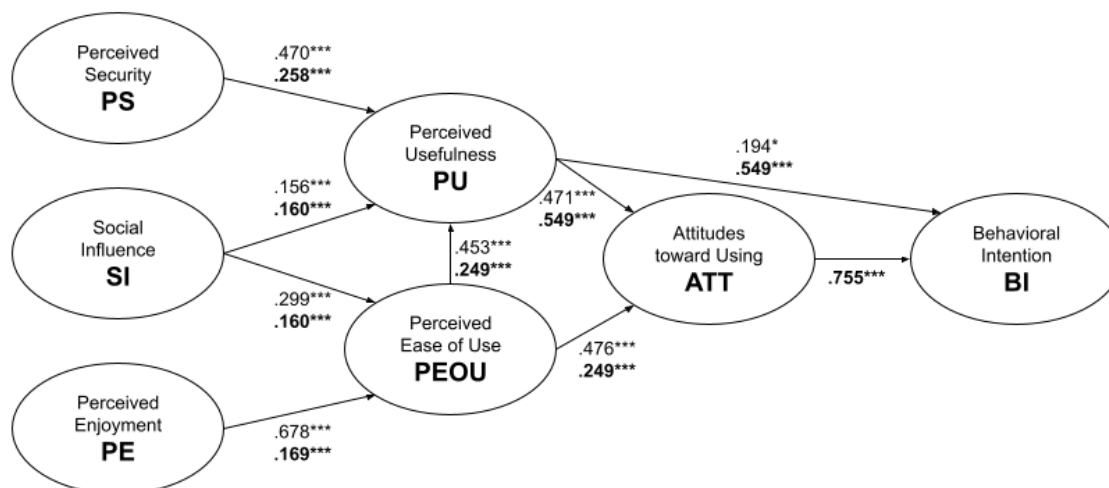 Perceived
Security
PS
.470***
.258***
Perceived
Usefulness
PU
.194*
.549***
.156***
.160***
.471***
.549***
Social
Influence
SI
.453***
.249***
Attitudes
toward Using
ATT
.755***
Behavioral
Intention
BI
.299***
.160***
Perceived
Ease of Use
PEOU
.476***
.249***
Perceived
Enjoyment
PE
.678***
.169***